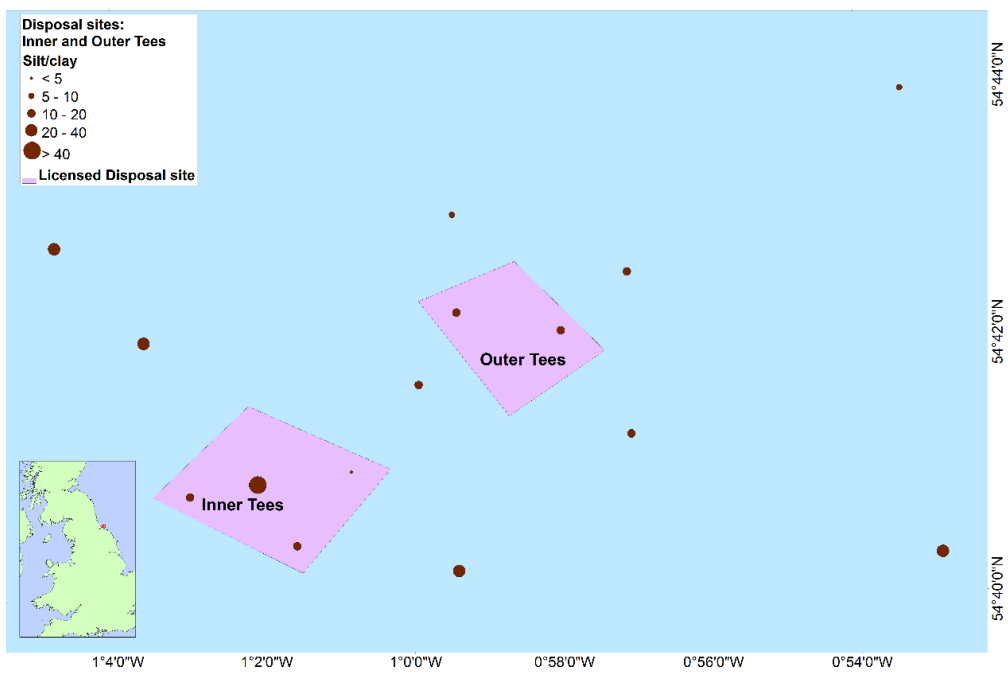 Disposal sites:
Inner and Outer Tees
Silt/clay
< 5
5 - 10
10 - 20
20 - 40
> 40
Licensed Disposal site
54°44'0"N
54°42'0"N
Outer Tees
Inner Tees
54°40'0"N
1°4'0"W
1°2'0"W
1°0'0"W
0°58'0"W
0°56'0"W
0°54'0"W